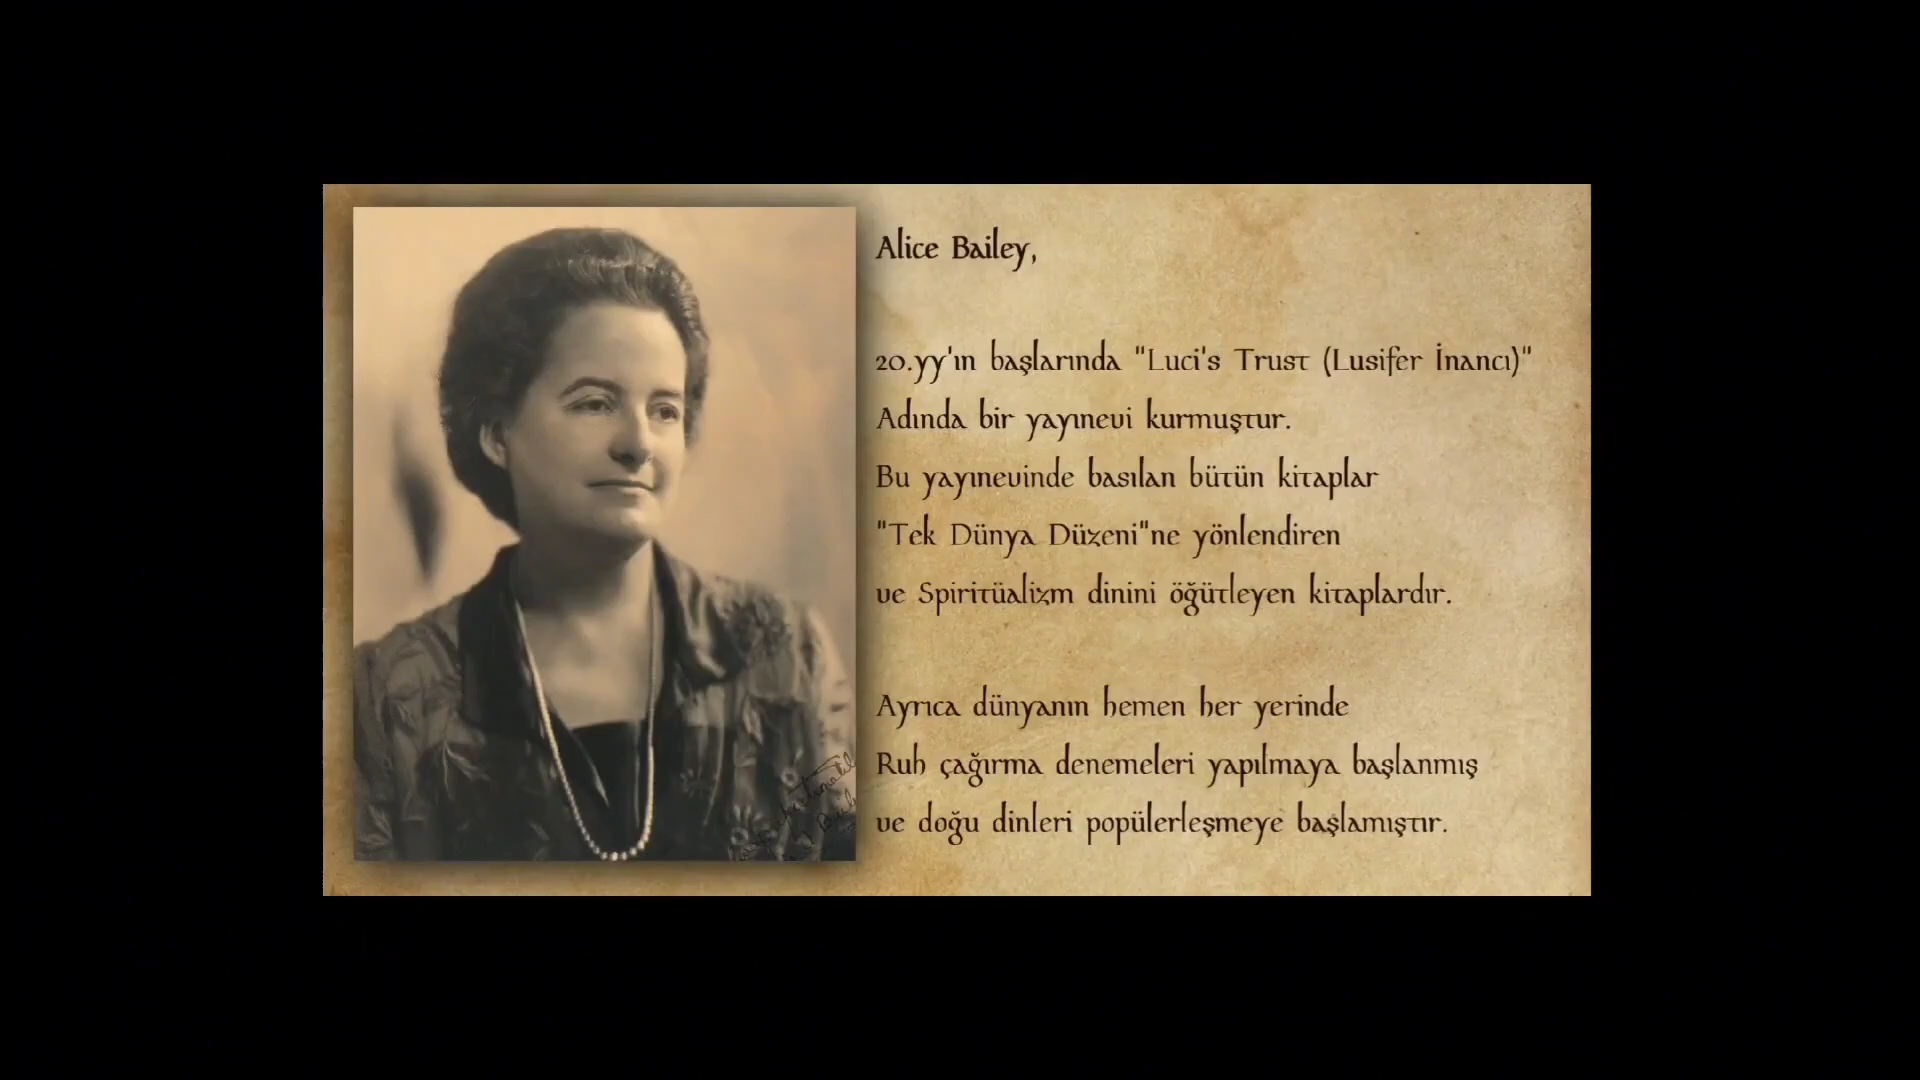 Alice Bailey,
20.yy'ın başlarında "Luci's Trust (Lusifer İnancı)"
Adında bir yayınevi kurmuştur.
Bu yayınevinde basılan bütün kitaplar
"Tek Dünya Düzeni"ne yönlendiren
ve Spiritüalizm dinini öğütleyen kitaplardır.
Ayrıca dünyanın hemen her yerinde
Ruh çağırma denemeleri yapılmaya başlanmış
ve doğu dinleri popülerleşmeye başlamıştır.